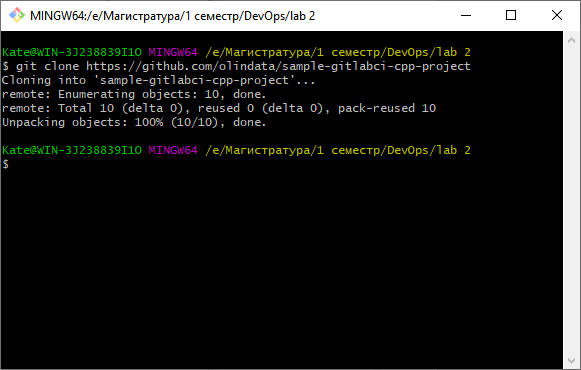 MINGW64:/e/Магистратура/1 семестр/DevOps/lab 2
Kate@WIN-3J238839I1O MINGW64 /e/Магистратура/1 семестр/DevOps/lab 2
$ git clone https://github.com/olindata/sample-gitlabci-cpp-project
Cloning into 'sample-gitlabci-cpp-project'...
remote: Enumerating objects: 10, done.
remote: Total 10 (delta 0), reused 0 (delta 0), pack-reused 10
Unpacking objects: 100% (10/10), done.
Kate@WIN-3J238839I1O MINGW64 /e/Магистратура/1 семестр/DevOps/lab 2
$